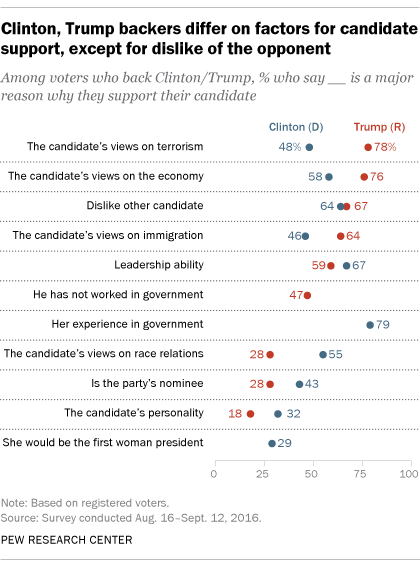 Clinton, Trump backers differ on factors for candidate
support, except for dislike of the opponent
Among voters who back Clinton/Trump, % who say __ is a major
reason why they support their candidate
Clinton (D) Trump (R)
The candidate's views on terrorism 48% 78%
The candidate's views on the economy 58 76
Dislike other candidate 64 67
The candidate's views on immigration 46 64
Leadership ability 59 67
He has not worked in government 47
Her experience in government 79
The candidate's views on race relations 28 55
Is the party's nominee 28 43
The candidate's personality 18 32
She would be the first woman president 29
0 25 50 75 100
Note: Based on registered voters.
Source: Survey conducted Aug. 16–Sept. 12, 2016.
PEW RESEARCH CENTER